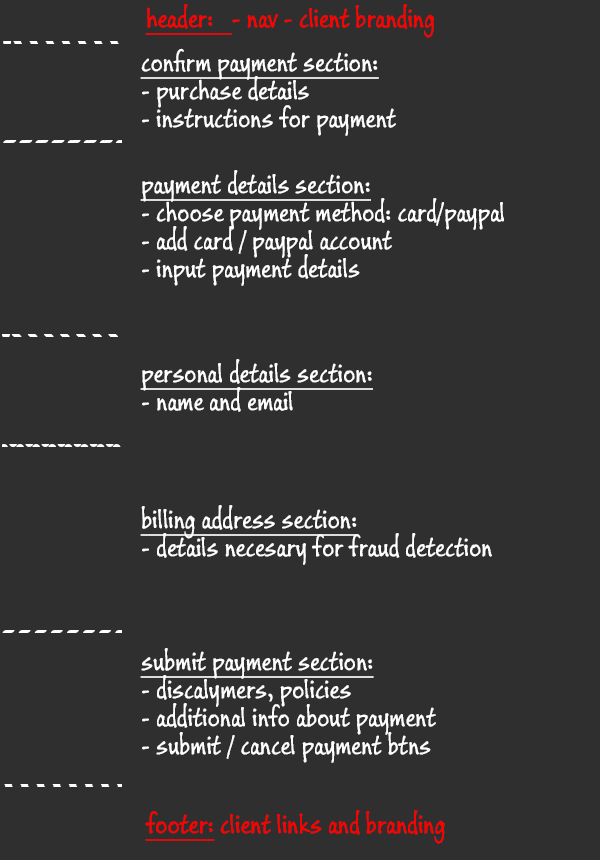 header: - nav - client branding
confirm payment section:
- purchase details
- instructions for payment
payment details section:
- choose payment method: card/paypal
- add card / paypal account
- input payment details
personal details section:
- name and email
billing address section:
- details necesary for fraud detection
submit payment section:
- discalymers, policies
- additional info about payment
- submit / cancel payment btns
footer: client links and branding